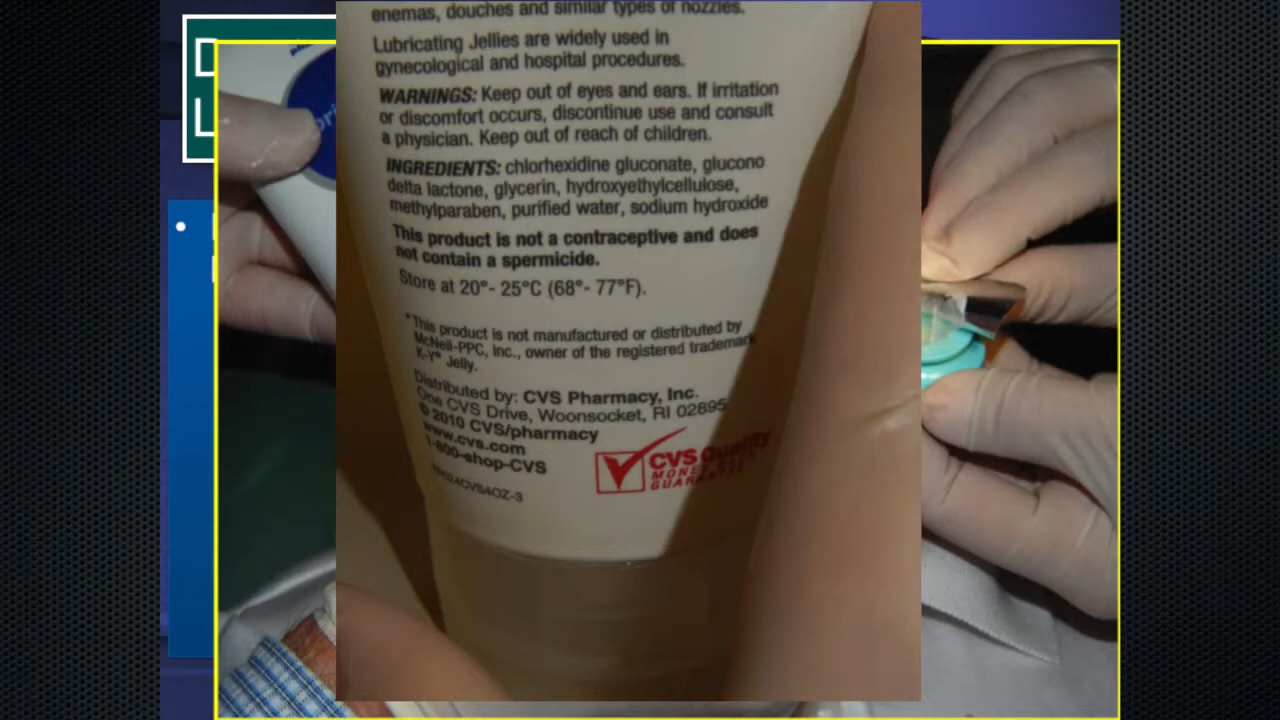 enemas, douches and similar types of nozzles.
Lubricating Jellies are widely used in
gynecological and hospital procedures.
WARNINGS: Keep out of eyes and ears. If irritation
or discomfort occurs, discontinue use and consult
a physician. Keep out of reach of children.
INGREDIENTS: chlorhexidine gluconate, glucono
delta lactone, glycerin, hydroxyethylcellulose,
methylparaben, purified water, sodium hydroxide
This product is not a contraceptive and does
not contain a spermicide.
Store at 20°- 25°C (68°- 77°F).
*This product is not manufactured or distributed by
McNeil-PPC, Inc., owner of the registered trademark
K-Y® Jelly.
Distributed by: CVS Pharmacy, Inc.
One CVS Drive, Woonsocket, RI 02895
© 2010 CVS/pharmacy
www.cvs.com
1-800-shop-CVS
CVS Quality
MONEY BACK
GUARANTEE